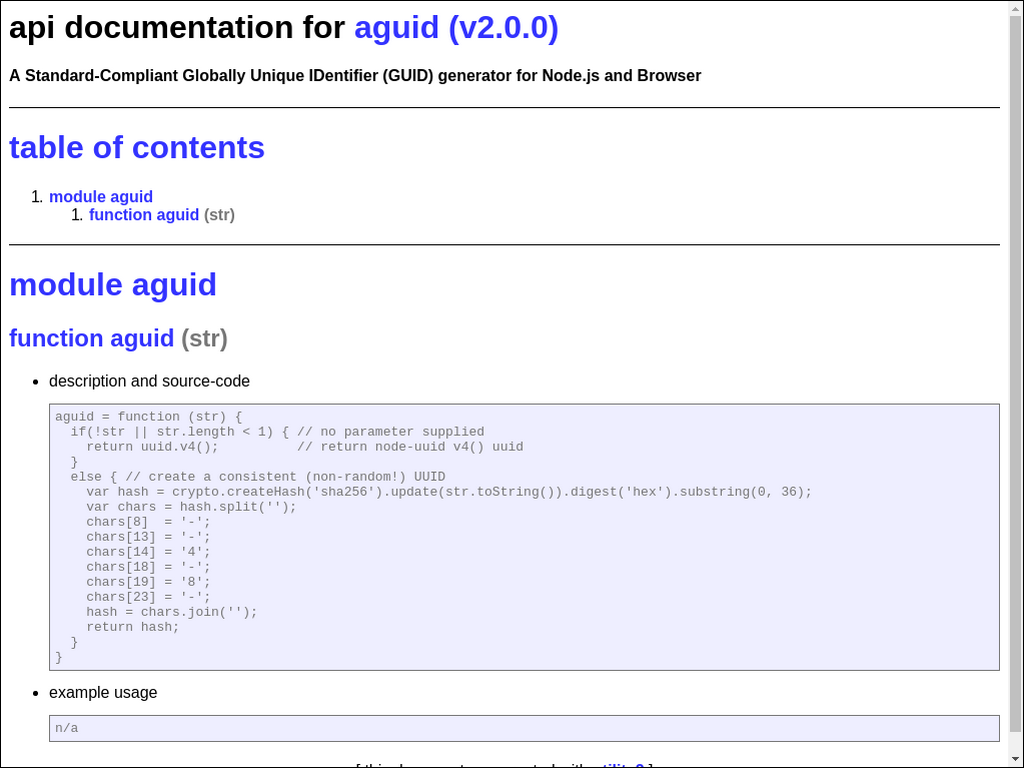 api documentation for aguid (v2.0.0)
A Standard-Compliant Globally Unique IDentifier (GUID) generator for Node.js and Browser
table of contents
1. module aguid
1. function aguid (str)
module aguid
function aguid (str)
• description and source-code
aguid = function (str) {
  if(!str || str.length < 1) { // no parameter supplied
    return uuid.v4();          // return node-uuid v4() uuid
  }
  else { // create a consistent (non-random!) UUID
    var hash = crypto.createHash('sha256').update(str.toString()).digest('hex').substring(0, 36);
    var chars = hash.split('');
    chars[8]  = '-';
    chars[13] = '-';
    chars[14] = '4';
    chars[18] = '-';
    chars[19] = '8';
    chars[23] = '-';
    hash = chars.join('');
    return hash;
  }
}
• example usage
n/a